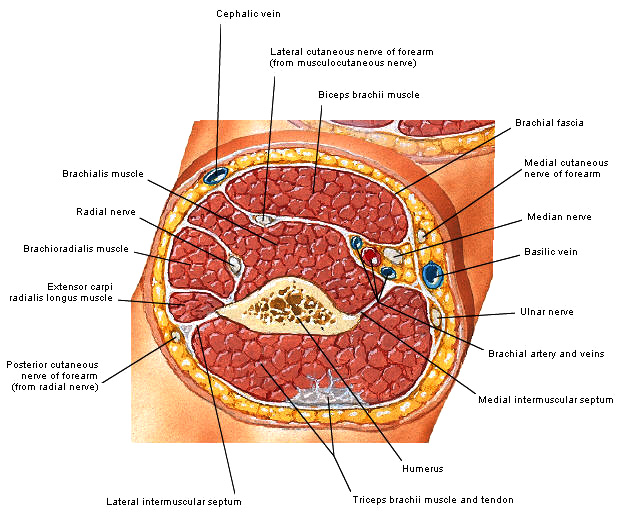 Cephalic vein
Lateral cutaneous nerve of forearm
(from musculocutaneous nerve)
Biceps brachii muscle
Brachial fascia
Medial cutaneous
nerve of forearm
Median nerve
Basilic vein
Ulnar nerve
Brachial artery and veins
Medial intermuscular septum
Humerus
Triceps brachii muscle and tendon
Lateral intermuscular septum
Posterior cutaneous
nerve of forearm
(from radial nerve)
Extensor carpi
radialis longus muscle
Brachioradialis muscle
Radial nerve
Brachialis muscle